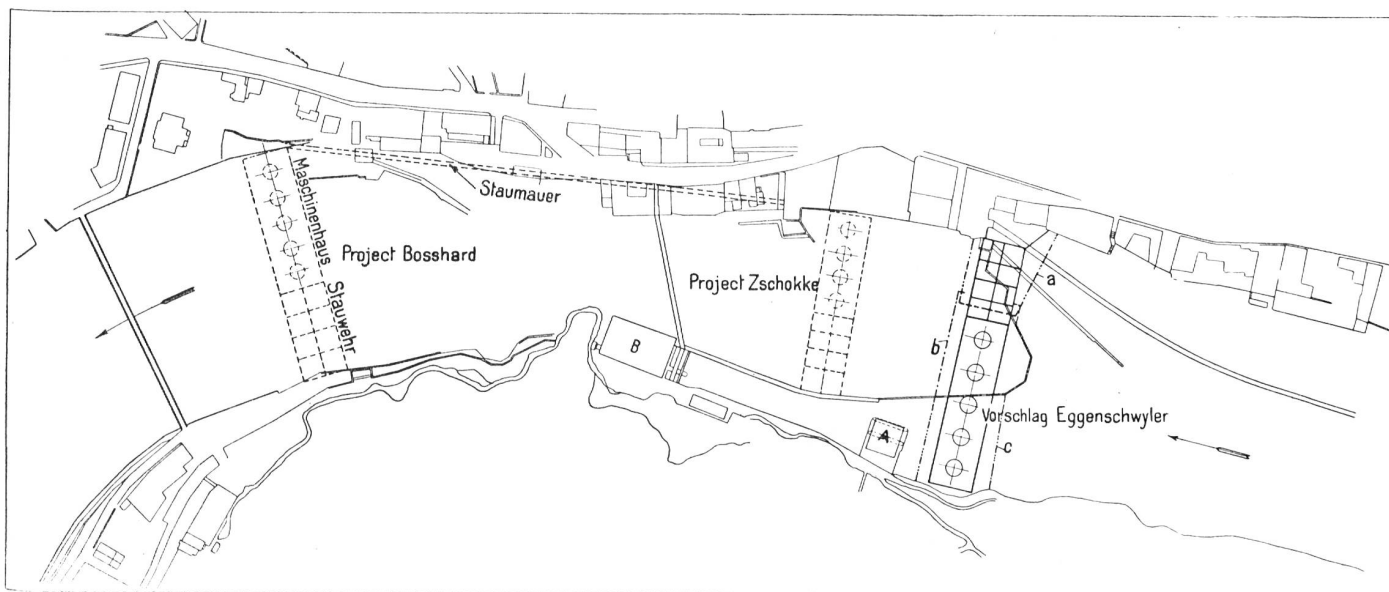 Maschinenhaus
Stauwehr
Project Bosshard
Staumauer
B
Project Zschokke
A
b
a
Vorschlag Eggenschwyler
c